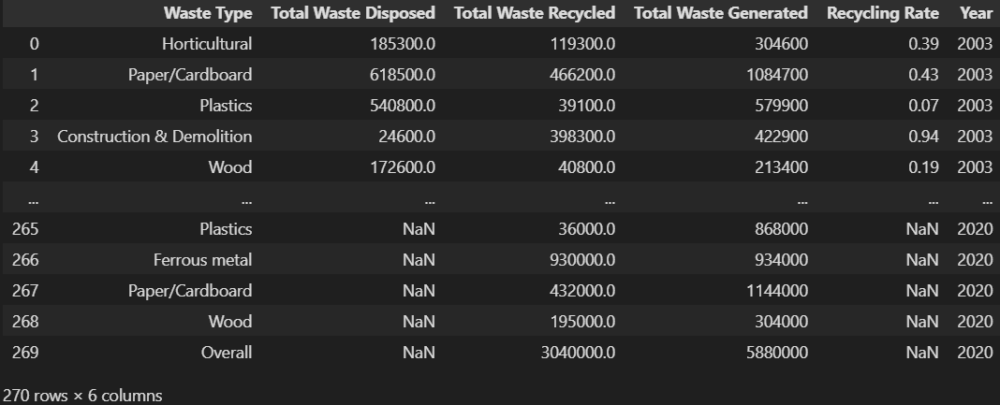 Waste Type Total Waste Disposed Total Waste Recycled Total Waste Generated Recycling Rate Year
0 Horticultural 185300.0 119300.0 304600 0.39 2003
1 Paper/Cardboard 618500.0 466200.0 1084700 0.43 2003
2 Plastics 540800.0 39100.0 579900 0.07 2003
3 Construction & Demolition 24600.0 398300.0 422900 0.94 2003
4 Wood 172600.0 40800.0 213400 0.19 2003
... ... ... ... ... ... ...
265 Plastics NaN 36000.0 868000 NaN 2020
266 Ferrous metal NaN 930000.0 934000 NaN 2020
267 Paper/Cardboard NaN 432000.0 1144000 NaN 2020
268 Wood NaN 195000.0 304000 NaN 2020
269 Overall NaN 3040000.0 5880000 NaN 2020
270 rows × 6 columns